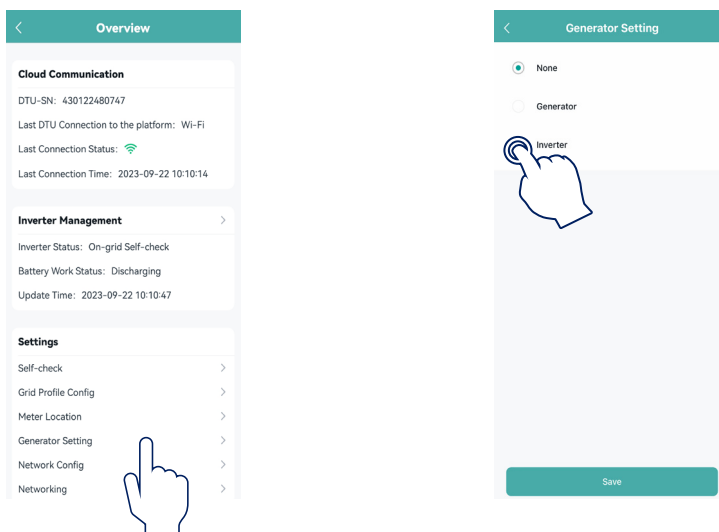 Overview
Cloud Communication
DTU-SN: 430122480747
Last DTU Connection to the platform: Wi-Fi
Last Connection Status:
Last Connection Time: 2023-09-22 10:10:14
Inverter Management
Inverter Status: On-grid Self-check
Battery Work Status: Discharging
Update Time: 2023-09-22 10:10:47
Settings
Self-check
Grid Profile Config
Meter Location
Generator Setting
Network Config
Networking
Generator Setting
None
Generator
Inverter
Save